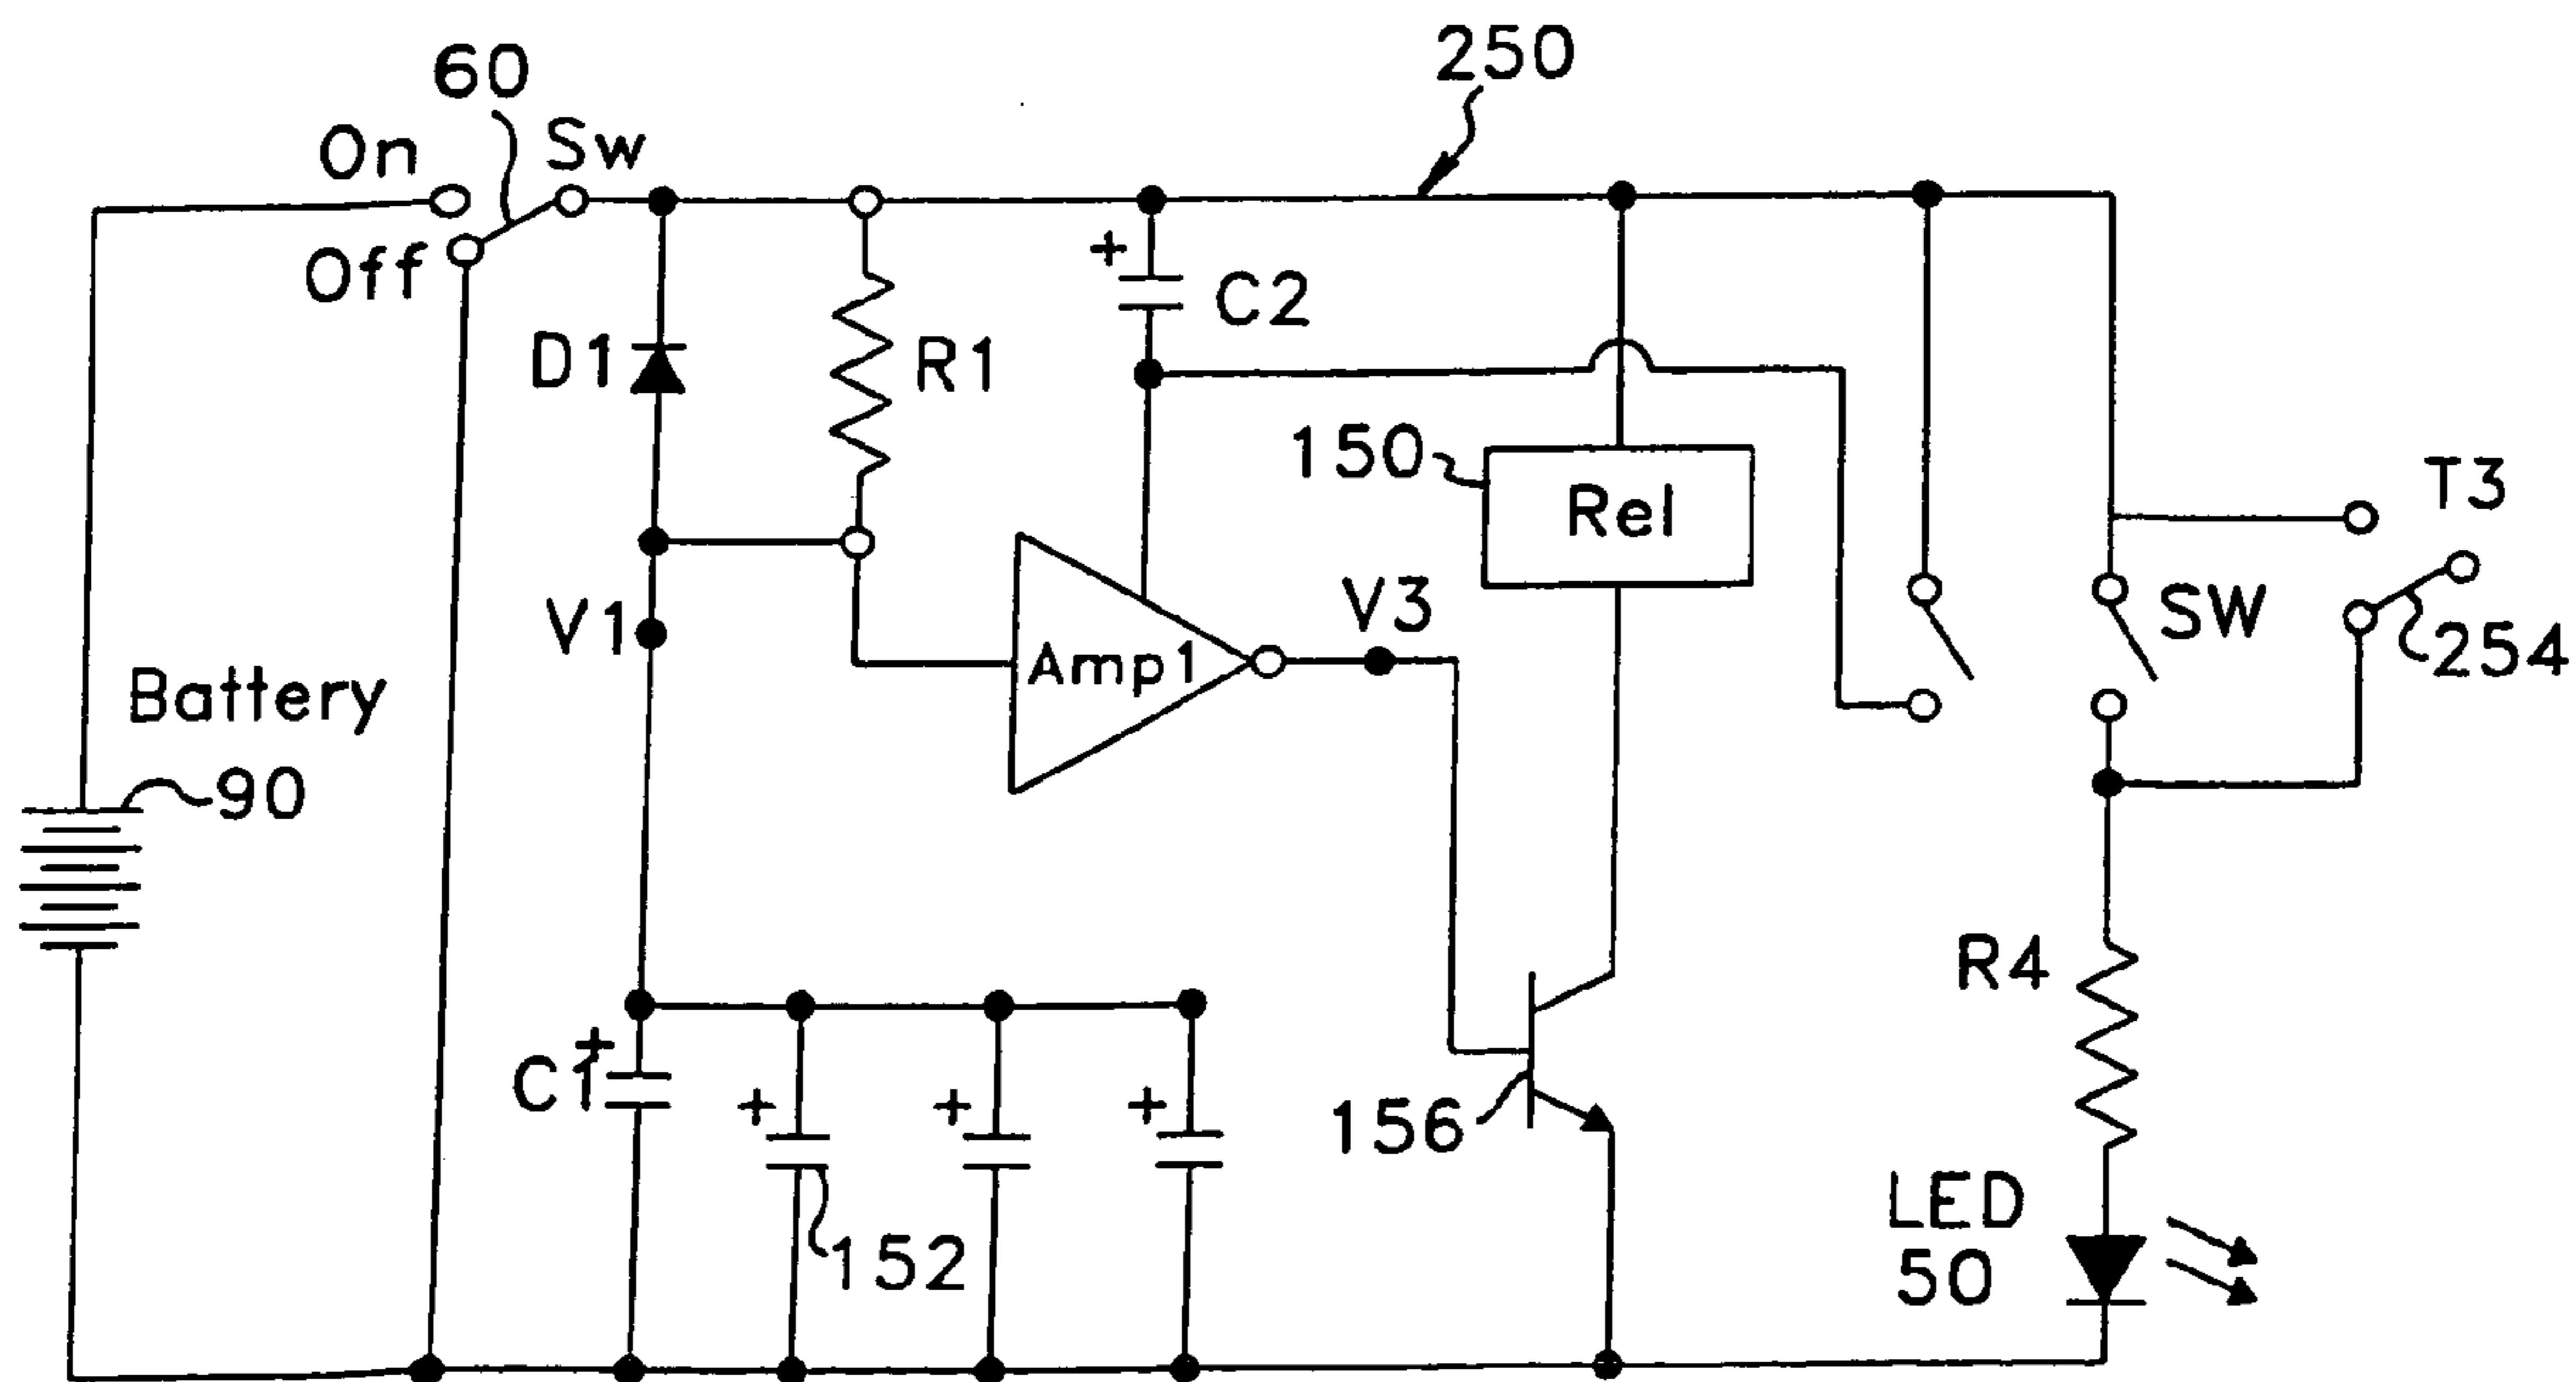 250
60
On
Sw
Off
+
C2
D1
R1
150
Rel
T3
V1
Amp1
V3
SW
254
Battery
90
R4
+
C1
+
+
+
156
152
LED
50